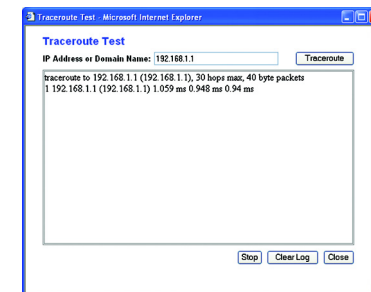 Traceroute Test - Microsoft Internet Explorer
Traceroute Test
IP Address or Domain Name: 192.168.1.1 Traceroute
traceroute to 192.168.1.1 (192.168.1.1), 30 hops max, 40 byte packets
1 192.168.1.1 (192.168.1.1) 1.059 ms 0.948 ms 0.94 ms
Stop Clear Log Close